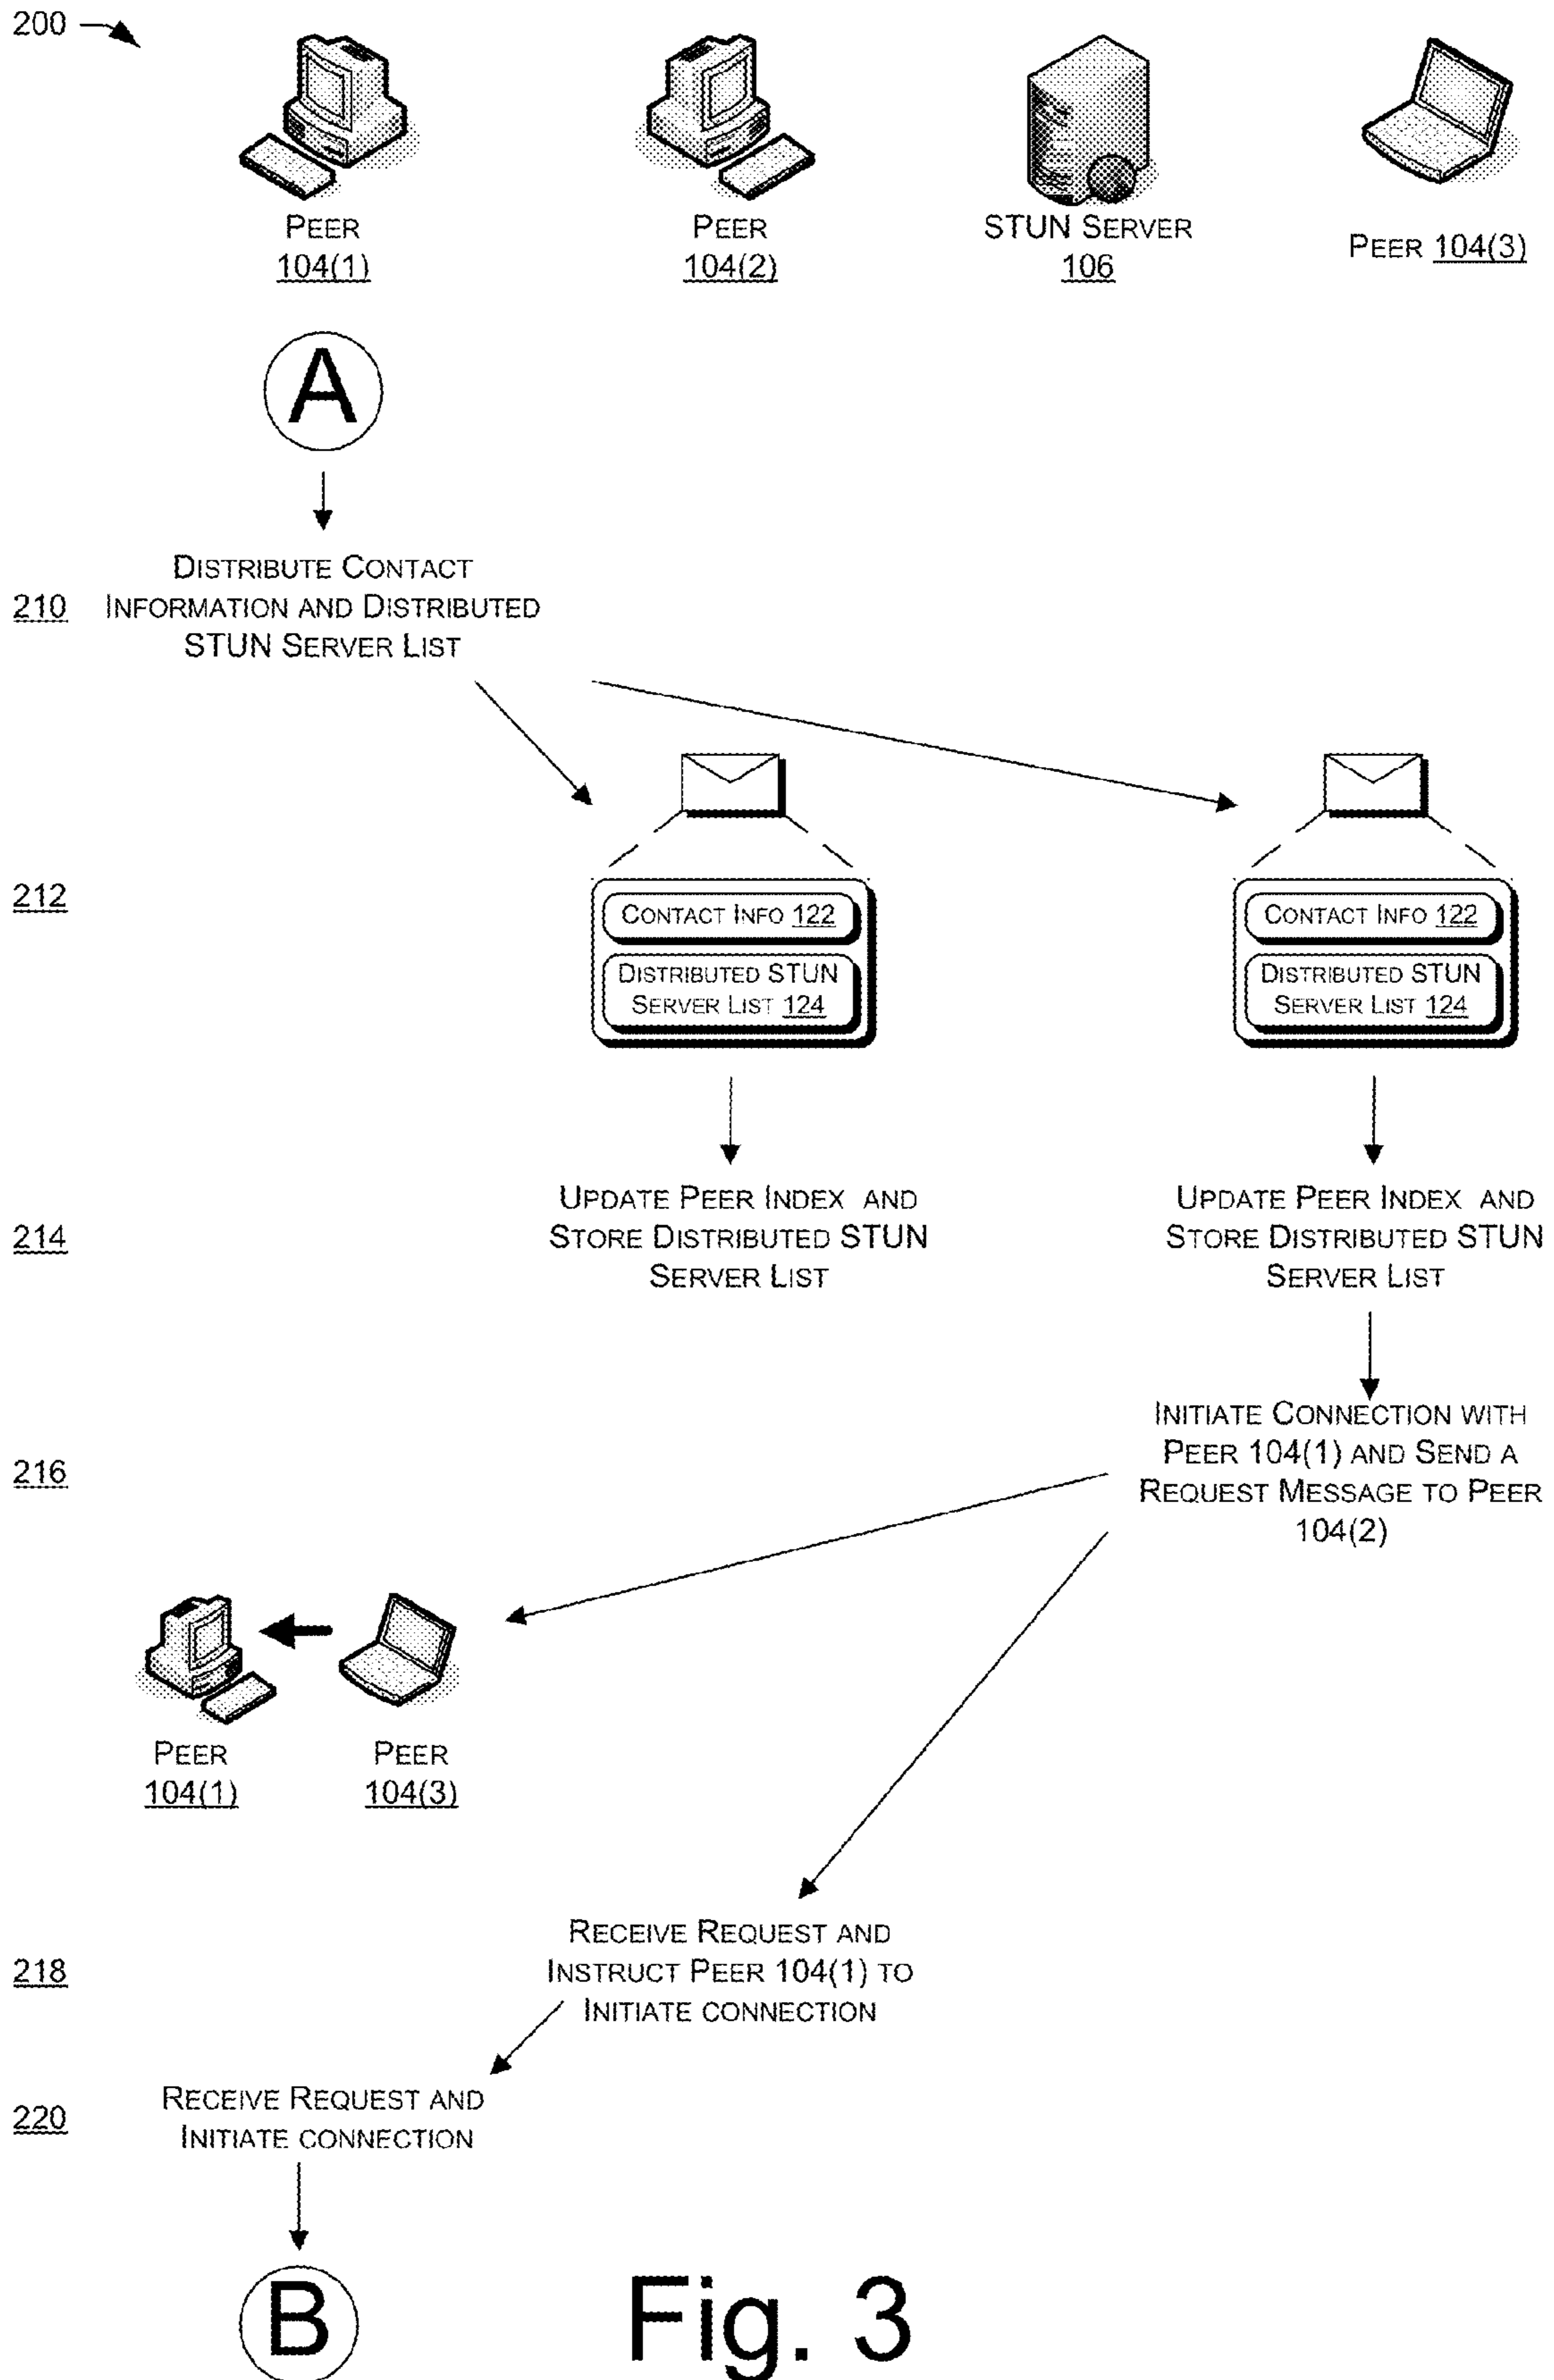 200
PEER
104(1)
PEER
104(2)
STUN SERVER
106
PEER 104(3)
A
210
DISTRIBUTE CONTACT
INFORMATION AND DISTRIBUTED
STUN SERVER LIST
212
CONTACT INFO 122
DISTRIBUTED STUN
SERVER LIST 124
CONTACT INFO 122
DISTRIBUTED STUN
SERVER LIST 124
214
UPDATE PEER INDEX AND
STORE DISTRIBUTED STUN
SERVER LIST
UPDATE PEER INDEX AND
STORE DISTRIBUTED STUN
SERVER LIST
216
INITIATE CONNECTION WITH
PEER 104(1) AND SEND A
REQUEST MESSAGE TO PEER
104(2)
PEER
104(1)
PEER
104(3)
218
RECEIVE REQUEST AND
INSTRUCT PEER 104(1) TO
INITIATE CONNECTION
220
RECEIVE REQUEST AND
INITIATE CONNECTION
B
Fig. 3